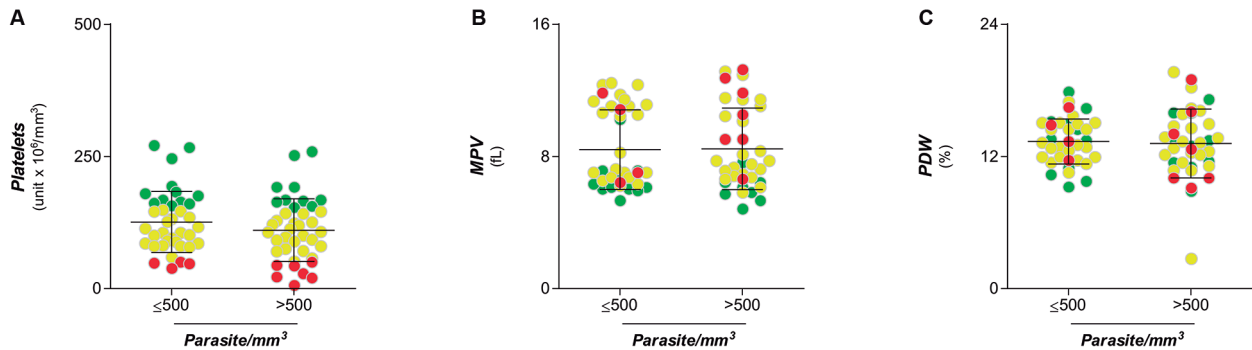 A
Platelets
(unit x 10⁶/mm³)
500
250
0
≤500
>500
Parasite/mm³
B
MPV
(fL)
16
8
0
≤500
>500
Parasite/mm³
C
PDW
(%)
24
12
0
≤500
>500
Parasite/mm³